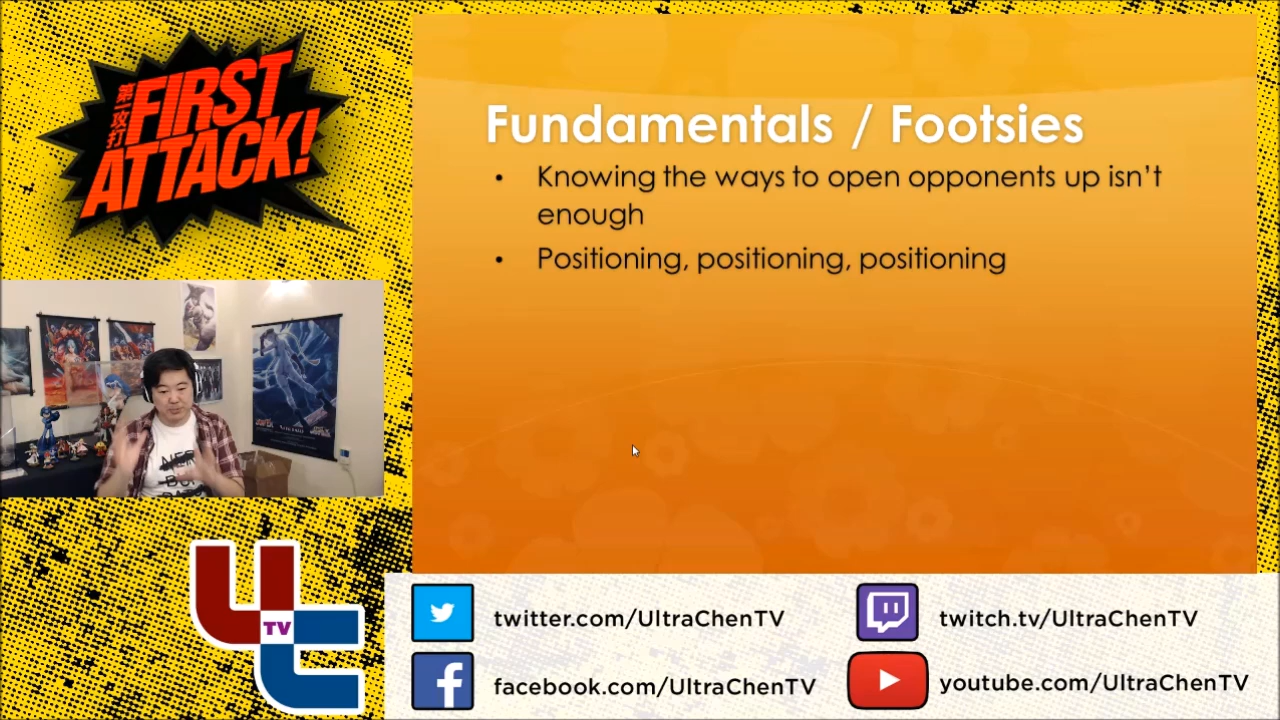 第一攻打
FIRST
ATTACK!
Fundamentals / Footsies
• Knowing the ways to open opponents up isn't
enough
• Positioning, positioning, positioning
UC
TV
twitter.com/UltraChenTV
twitch.tv/UltraChenTV
facebook.com/UltraChenTV
youtube.com/UltraChenTV